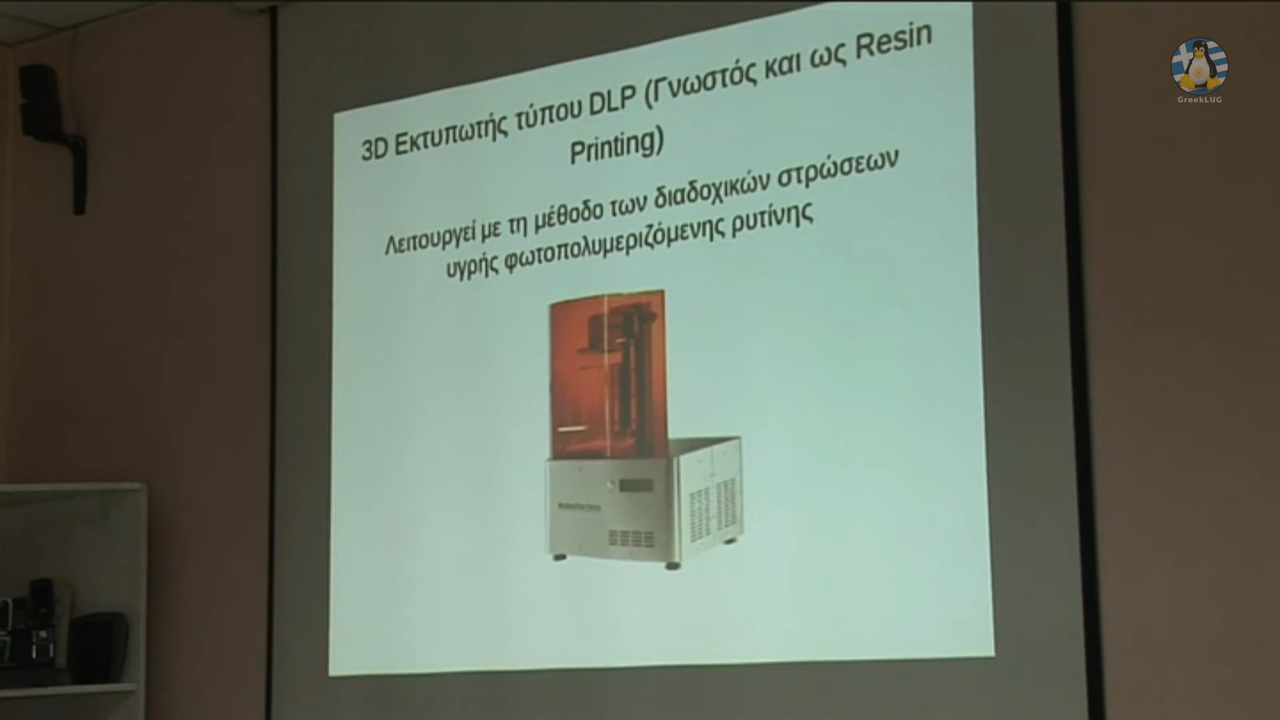 3D Εκτυπωτής τύπου DLP (Γνωστός και ως Resin
Printing)
Λειτουργεί με τη μέθοδο των διαδοχικών στρώσεων
υγρής φωτοπολυμεριζόμενης ρυτίνης
GreekLUG